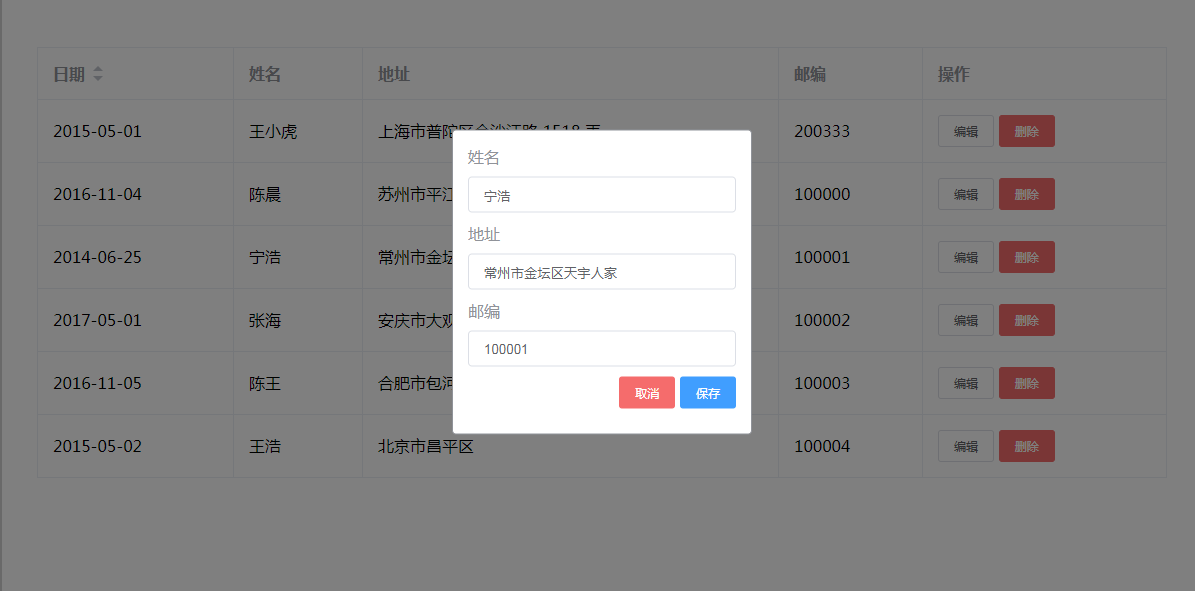 日期 姓名 地址 邮编 操作
2015-05-01 王小虎 上海市普陀区金沙江路 1518 弄 200333 编辑 删除
2016-11-04 陈晨 苏州市平江 100000 编辑 删除
2014-06-25 宁浩 常州市金坛 100001 编辑 删除
2017-05-01 张海 安庆市大观 100002 编辑 删除
2016-11-05 陈王 合肥市包河 100003 编辑 删除
2015-05-02 王浩 北京市昌平区 100004 编辑 删除
姓名
宁浩
地址
常州市金坛区天宇人家
邮编
100001
取消 保存